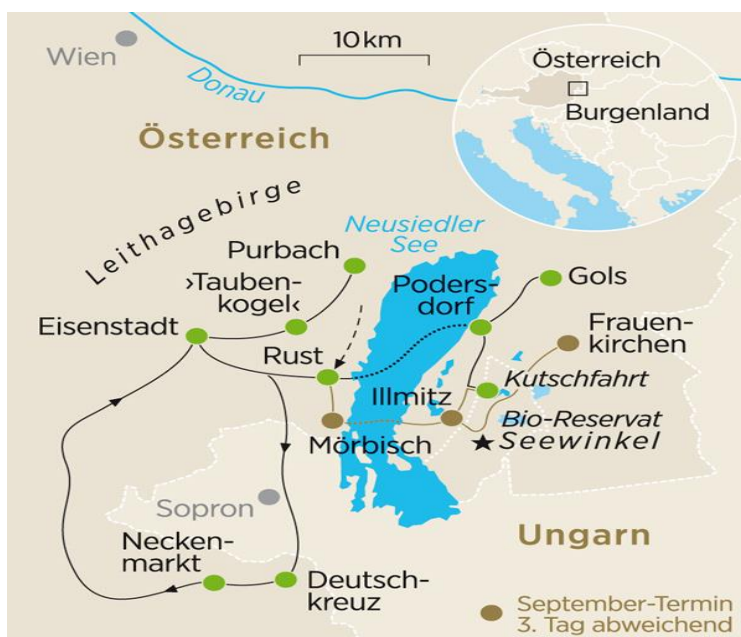 10 km
Wien
Donau
Österreich
Burgenland
Österreich
Leithagebirge
Neusiedler
See
Purbach
›Tauben-
kogel‹
Poders-
dorf
Gols
Eisenstadt
Frauen-
kirchen
Rust
Kutschfahrt
Illmitz
Bio-Reservat
Seewinkel
Mörbisch
Sopron
Ungarn
Necken-
markt
Deutsch-
kreuz
September-Termin
3. Tag abweichend